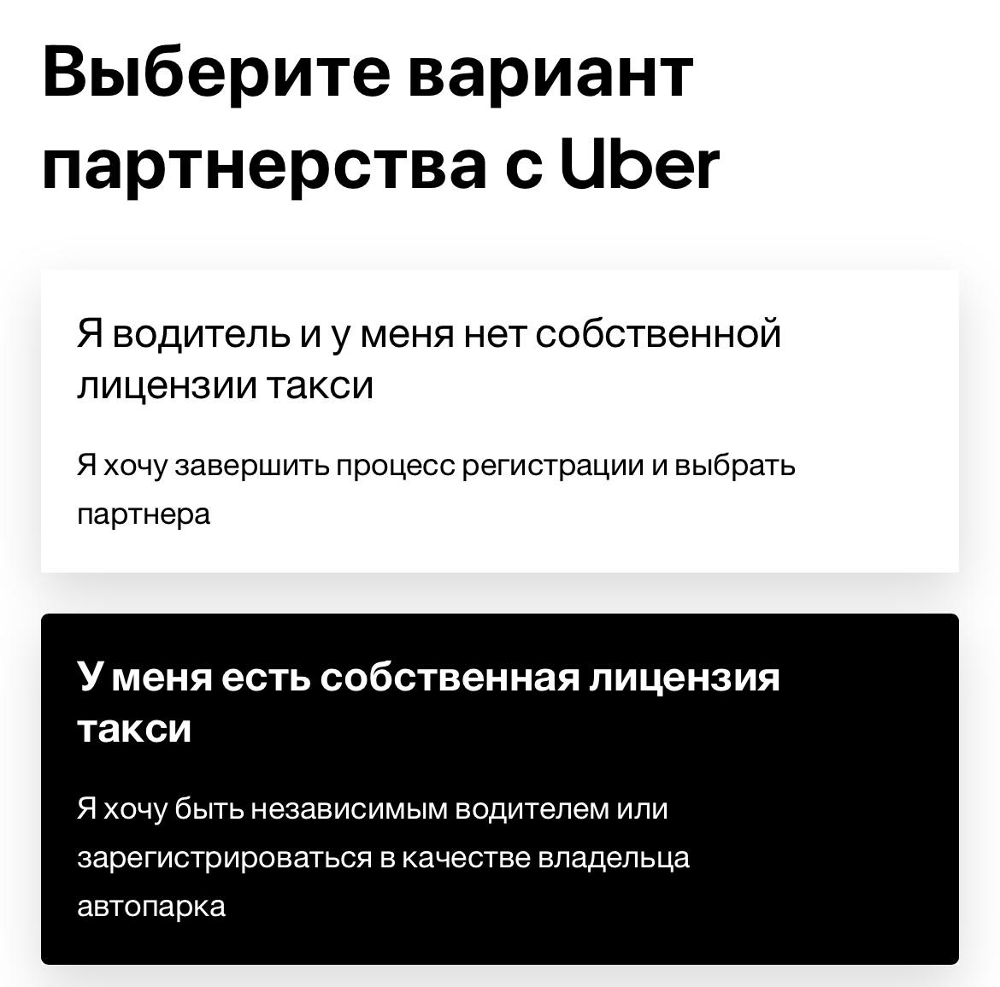 Выберите вариант
партнерства с Uber
Я водитель и у меня нет собственной
лицензии такси
Я хочу завершить процесс регистрации и выбрать
партнера
У меня есть собственная лицензия
такси
Я хочу быть независимым водителем или
зарегистрироваться в качестве владельца
автопарка